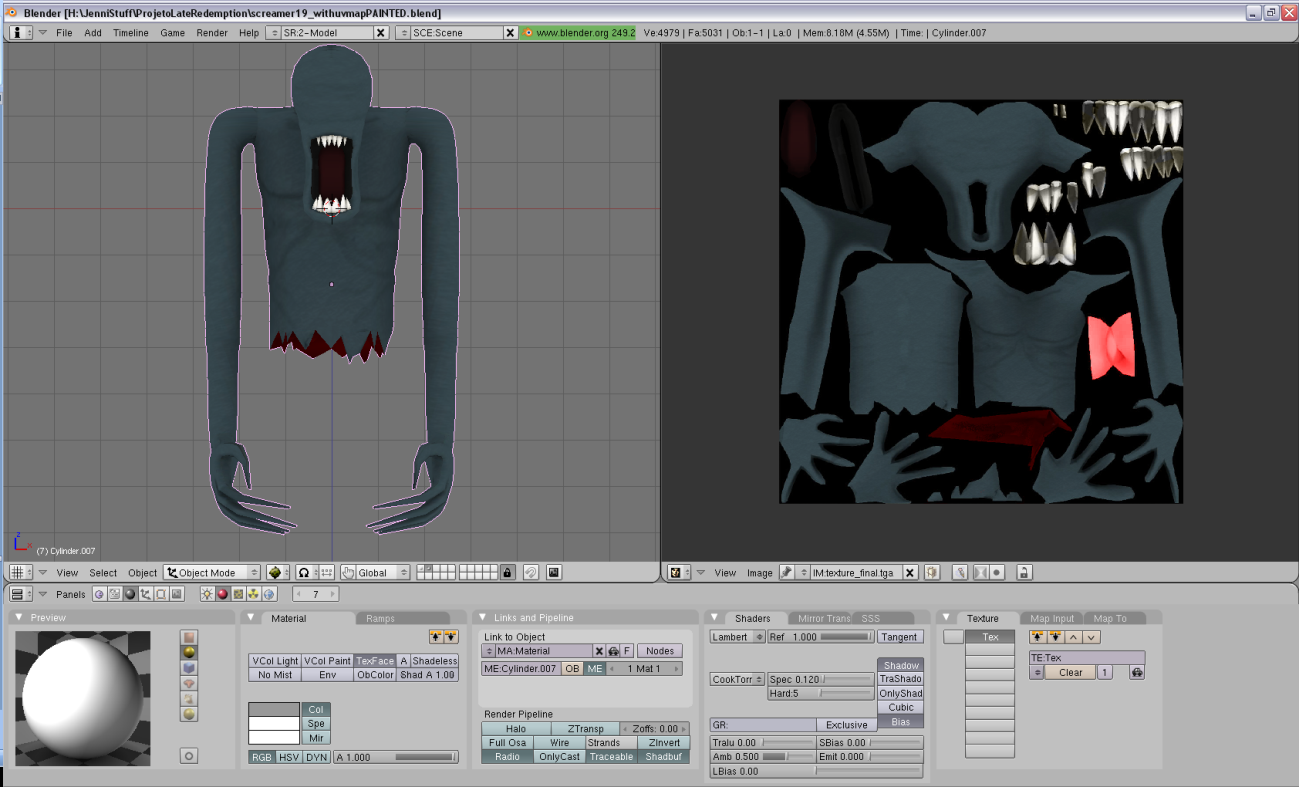 Blender [H:\JenniStuff\ProjetoLateRedemption\screamer19_withuvmapPAINTED.blend]
File Add Timeline Game Render Help SR:2-Model SCE:Scene www.blender.org 249.2 Ve:4979 | Fa:5031 | Ob:1-1 | La:0 | Mem:8.18M (4.55M) | Time: | Cylinder.007
z
x
(7) Cylinder.007
View Select Object Object Mode Global
View Image IM:texture_final.tga
Panels 7
Preview
Material Ramps
VCol Light VCol Paint TexFace A Shadeless
No Mist Env ObColor Shad A 1.00
Col
Spe
Mir
RGB HSV DYN A 1.000
Links and Pipeline
Link to Object
MA:Material F Nodes
ME:Cylinder.007 OB ME 1 Mat 1
Render Pipeline
Halo ZTransp Zoffs: 0.00
Full Osa Wire Strands ZInvert
Radio OnlyCast Traceable Shadbuf
Shaders Mirror Trans SSS
Lambert Ref 1.000 Tangent
Shadow
CookTorr Spec 0.120 TraShado
Hard:5 OnlyShad
Cubic
GR: Exclusive Bias
Tralu 0.00 SBias 0.00
Amb 0.500 Emit 0.000
LBias 0.00
Texture Map Input Map To
Tex
TE:Tex
Clear 1